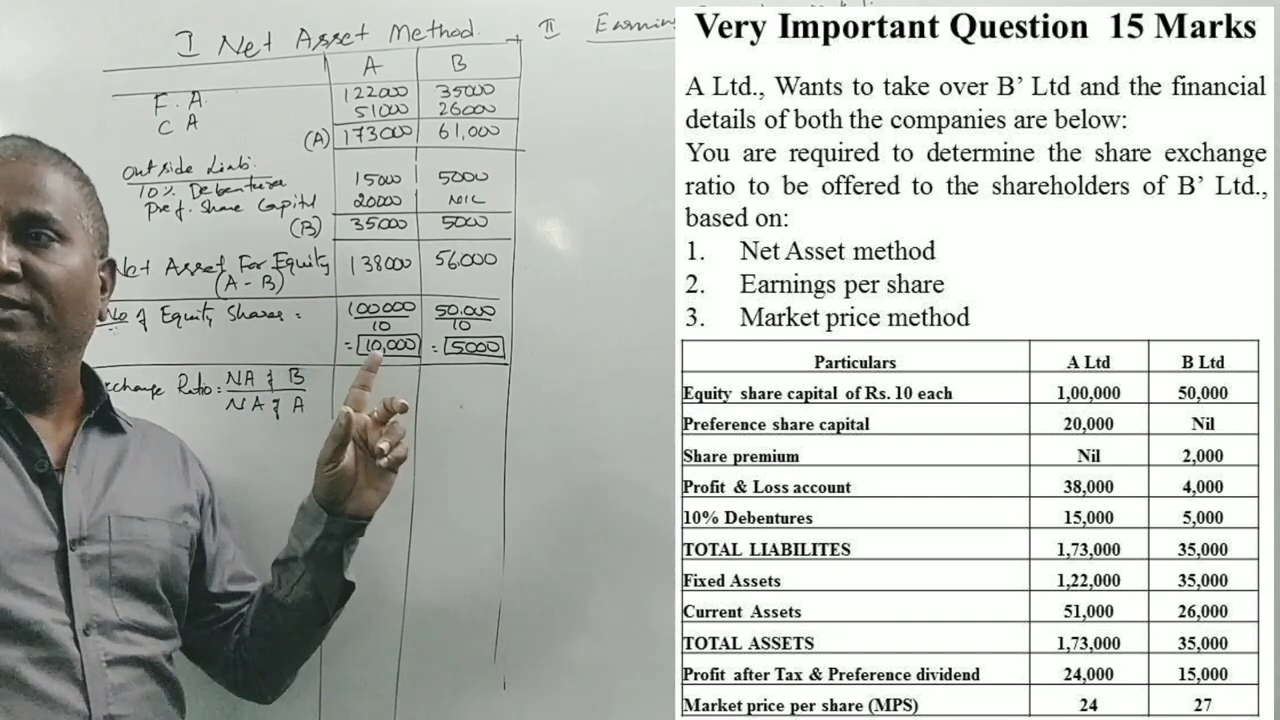 I Net Asset Method. II
A B
F. A. 122000 35000
C A 51000 26000
(A) 173000 61,000
Outside Liab.
10% Debentures 15000 5000
Pref. Share Capital 20000 NIL
(B) 35000 5000
Net Asset For Equity 138000 56.000
(A - B)
No of Equity Shares = 100000/10 50.000/10
= 10,000 = 5000
Ratio: NA of B
NA of A
Very Important Question 15 Marks
A Ltd., Wants to take over B’ Ltd and the financial
details of both the companies are below:
You are required to determine the share exchange
ratio to be offered to the shareholders of B’ Ltd.,
based on:
1. Net Asset method
2. Earnings per share
3. Market price method
Particulars A Ltd B Ltd
Equity share capital of Rs. 10 each 1,00,000 50,000
Preference share capital 20,000 Nil
Share premium Nil 2,000
Profit & Loss account 38,000 4,000
10% Debentures 15,000 5,000
TOTAL LIABILITES 1,73,000 35,000
Fixed Assets 1,22,000 35,000
Current Assets 51,000 26,000
TOTAL ASSETS 1,73,000 35,000
Profit after Tax & Preference dividend 24,000 15,000
Market price per share (MPS) 24 27